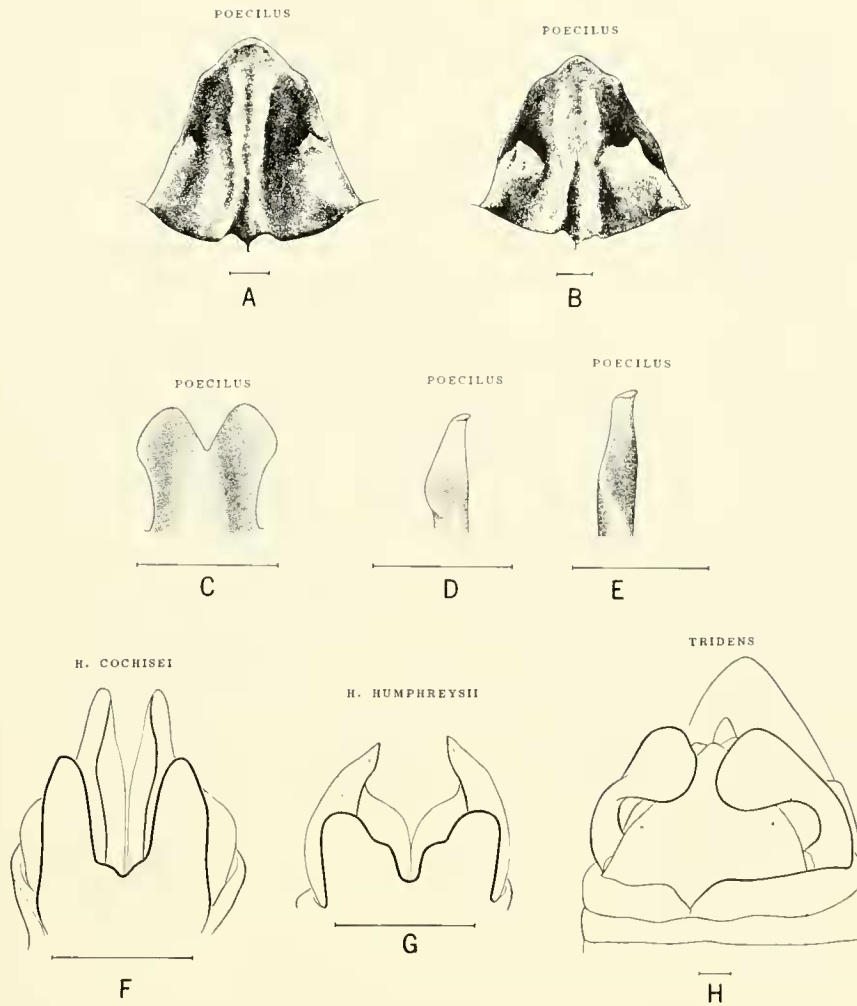 POECILUS
POECILUS
A
B
POECILUS
POECILUS
POECILUS
C
D
E
H. COCHISEI
H. HUMPHREYSII
TRIDENS
F
G
H